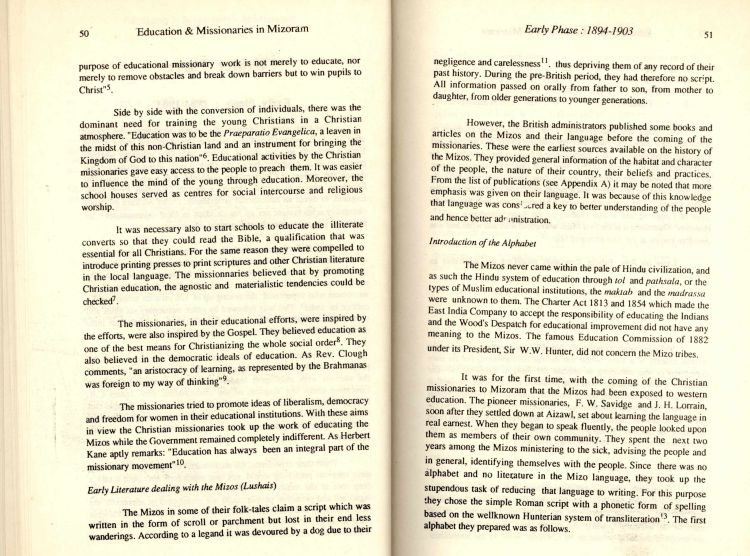 50 Education & Missionaries in Mizoram
purpose of educational missionary work is not merely to educate, nor
merely to remove obstacles and break down barriers but to win pupils to
Christ"5.
Side by side with the conversion of individuals, there was the
dominant need for training the young Christians in a Christian
atmosphere. "Education was to be the Praeparatio Evangelica, a leaven in
the midst of this non-Christian land and an instrument for bringing the
Kingdom of God to this nation"6. Educational activities by the Christian
missionaries gave easy access to the people to preach them. It was easier
to influence the mind of the young through education. Moreover, the
school houses served as centres for social intercourse and religious
worship.
It was necessary also to start schools to educate the illiterate
converts so that they could read the Bible, a qualification that was
essential for all Christians. For the same reason they were compelled to
introduce printing presses to print scriptures and other Christian literature
in the local language. The missionnaries believed that by promoting
Christian education, the agnostic and materialistic tendencies could be
checked7.
The missionaries, in their educational efforts, were inspired by
the efforts, were also inspired by the Gospel. They believed education as
one of the best means for Christianizing the whole social order8. They
also believed in the democratic ideals of education. As Rev. Clough
comments, "an aristocracy of learning, as represented by the Brahmanas
was foreign to my way of thinking"9.
The missionaries tried to promote ideas of liberalism, democracy
and freedom for women in their educational institutions. With these aims
in view the Christian missionaries took up the work of educating the
Mizos while the Government remained completely indifferent. As Herbert
Kane aptly remarks: "Education has always been an integral part of the
missionary movement"10.
Early Literature dealing with the Mizos (Lushais)
The Mizos in some of their folk-tales claim a script which was
written in the form of scroll or parchment but lost in their end less
wanderings. According to a legand it was devoured by a dog due to their
Early Phase : 1894-1903 51
negligence and carelessness11. thus depriving them of any record of their
past history. During the pre-British period, they had therefore no script.
All information passed on orally from father to son, from mother to
daughter, from older generations to younger generations.
However, the British administrators published some books and
articles on the Mizos and their language before the coming of the
missionaries. These were the earliest sources available on the history of
the Mizos. They provided general information of the habitat and character
of the people, the nature of their country, their beliefs and practices.
From the list of publications (see Appendix A) it may be noted that more
emphasis was given on their language. It was because of this knowledge
that language was considered a key to better understanding of the people
and hence better administration.
Introduction of the Alphabet
The Mizos never came within the pale of Hindu civilization, and
as such the Hindu system of education through tol and pathsala, or the
types of Muslim educational institutions, the maktab and the madrassa
were unknown to them. The Charter Act 1813 and 1854 which made the
East India Company to accept the responsibility of educating the Indians
and the Wood's Despatch for educational improvement did not have any
meaning to the Mizos. The famous Education Commission of 1882
under its President, Sir W.W. Hunter, did not concern Mizo tribes.
It was for the first time, with the coming of the Christian
missionaries to Mizoram that the Mizos had been exposed to western
education. The pioneer missionaries, F. W. Savidge and J. H. Lorrain,
soon after they settled down at Aizawl, set about learning the language in
real earnest. When they began to speak fluently, the people looked upon
them as members of their own community. They spent the next two
years among the Mizos ministering to the sick, advising the people and
in general, identifying themselves with the people. Since there was no
alphabet and no literature in the Mizo language, they took up the
stupendous task of reducing that language to writing. For this purpose
they chose the simple Roman script with a phonetic form of spelling
based on the wellknown Hunterian system of transliteration13. The first
alphabet they prepared was as follows.